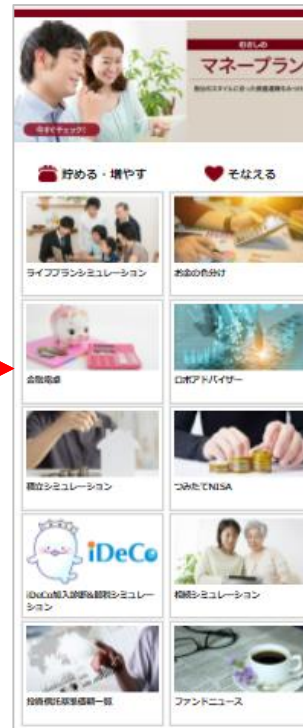 むさしの
マネープラン
今すぐチェック!
貯める・増やす
そなえる
ライフプランシミュレーション
お金の色分け
金融電卓
ロボアドバイザー
積立シミュレーション
つみたてNISA
iDeCo
iDeCo加入診断&節税シミュレー
ション
相続シミュレーション
投資信託基準価額一覧
ファンドニュース